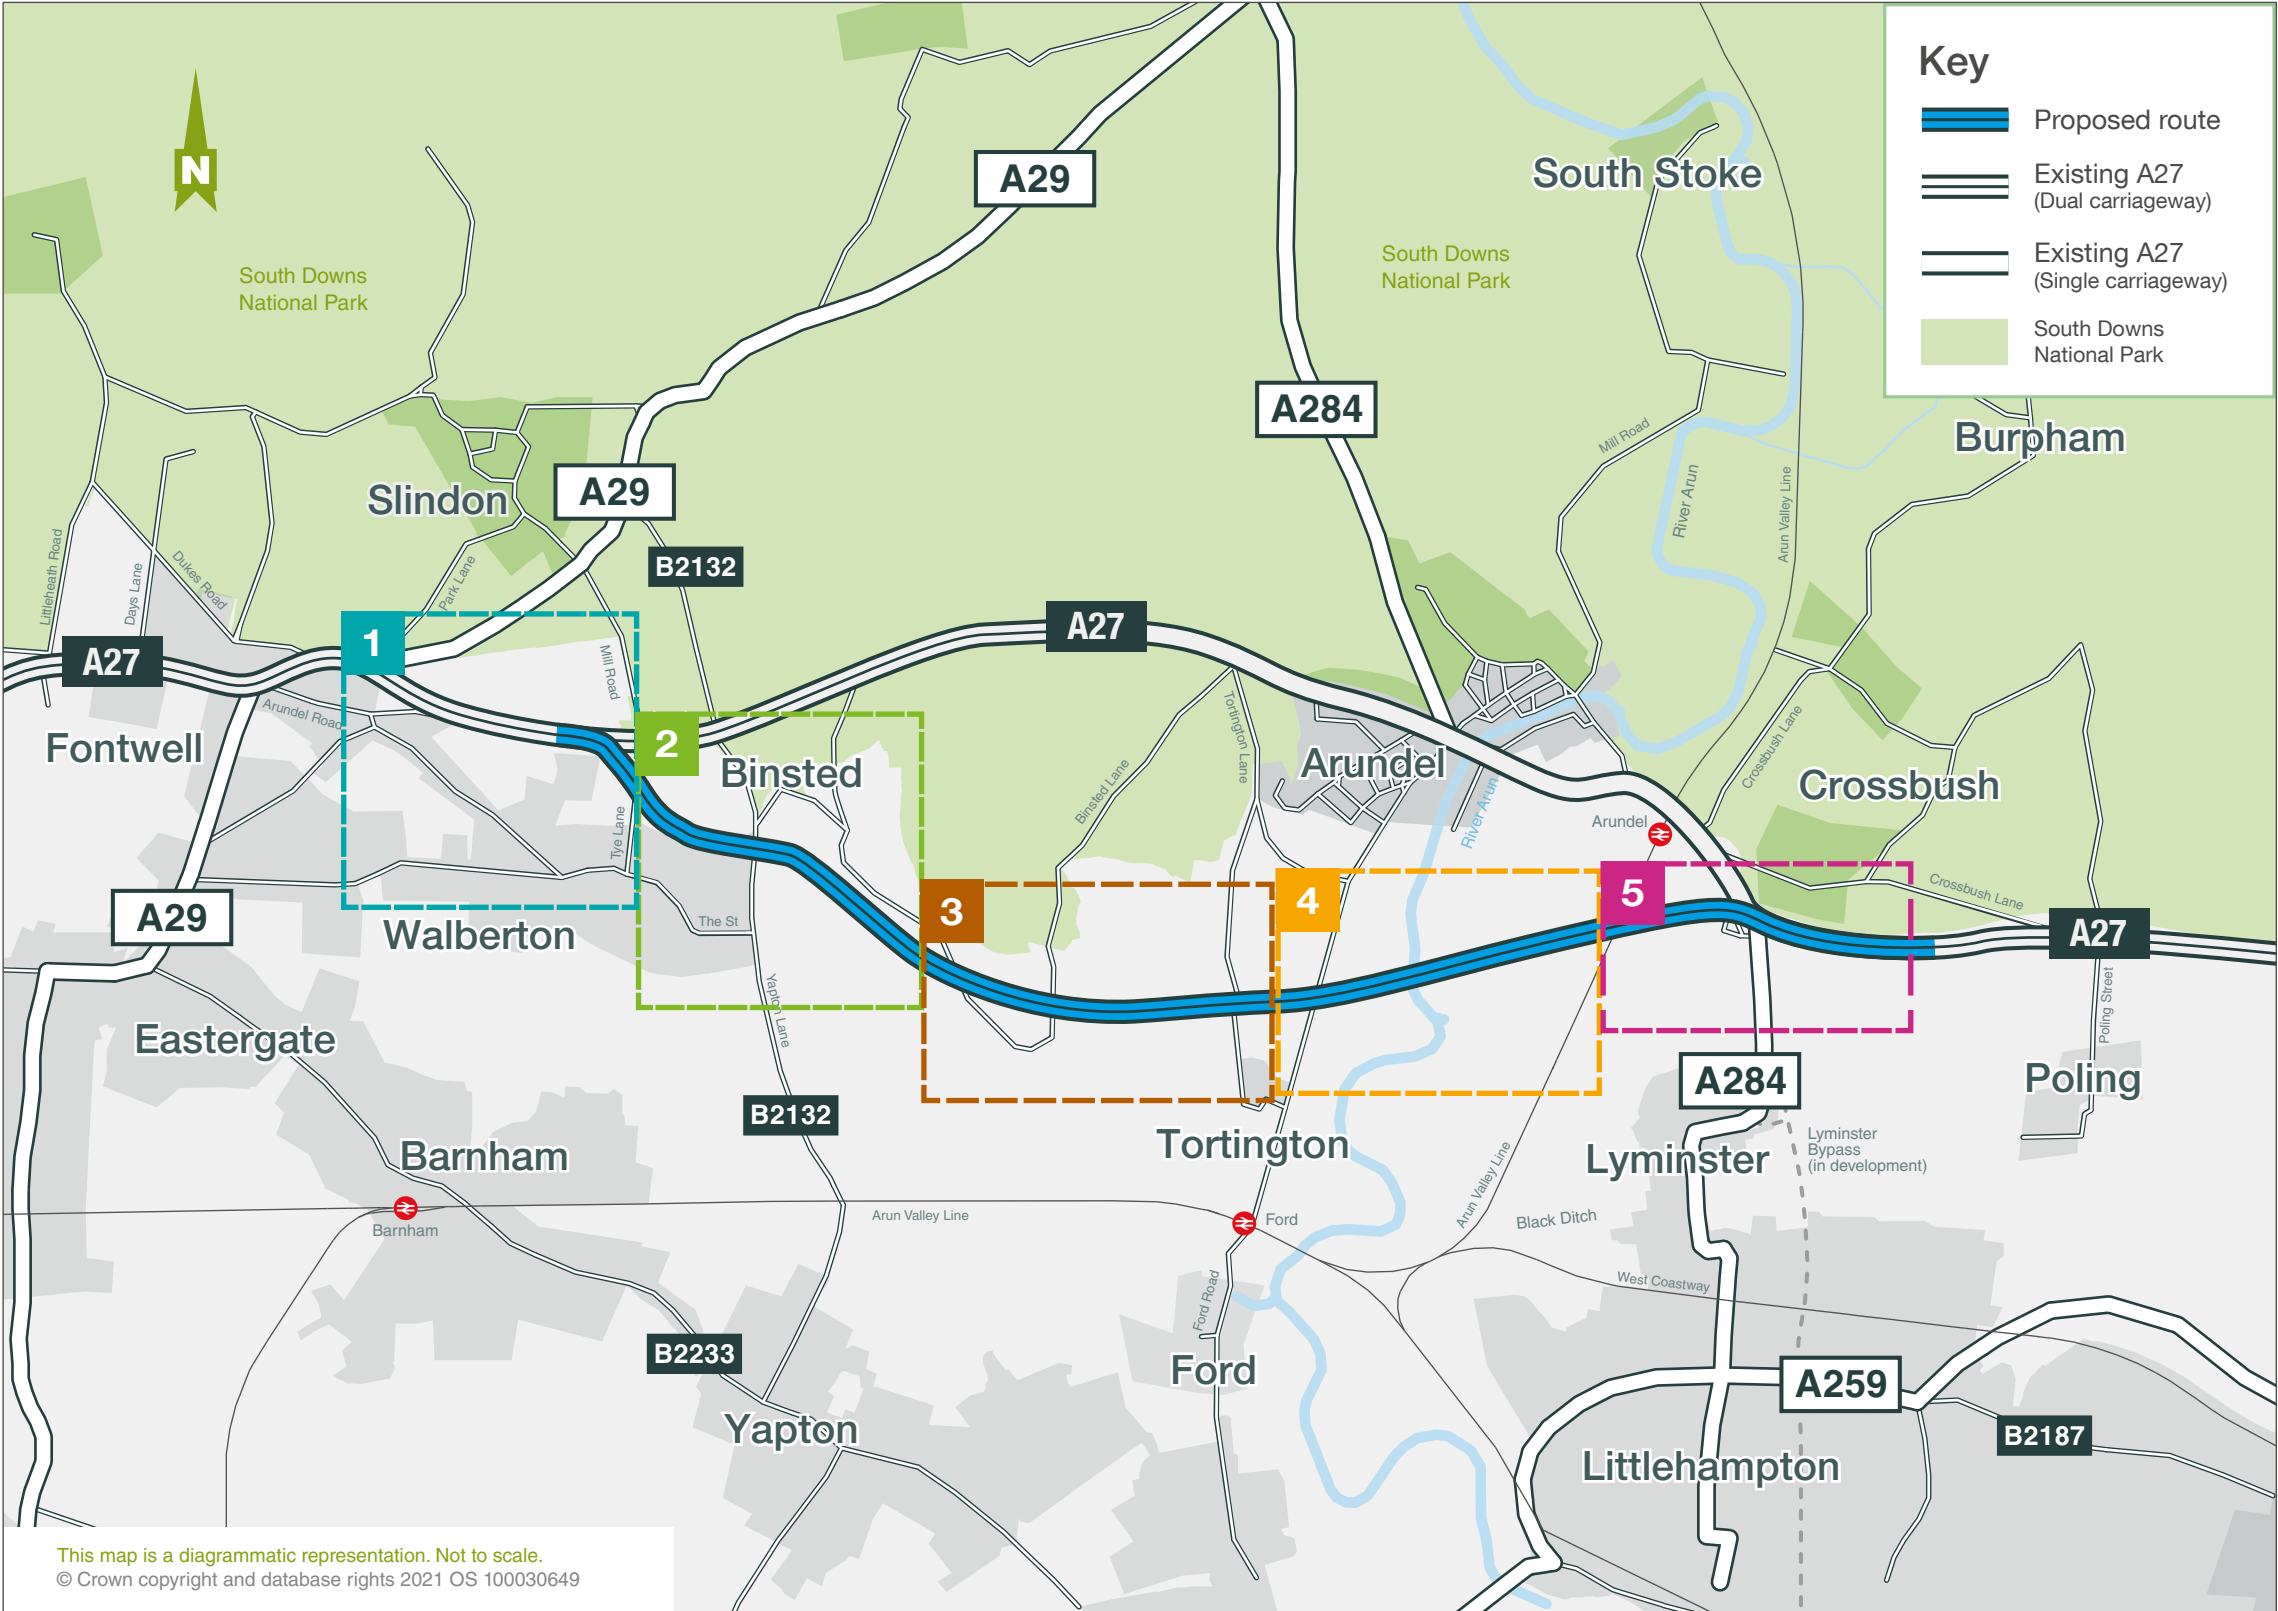 Key
Proposed route
Existing A27
(Dual carriageway)
Existing A27
(Single carriageway)
South Downs
National Park
N
A29
South Stoke
South Downs
National Park
South Downs
National Park
A284
Mill Road
Burpham
River Arun
Arun Valley Line
Slindon
A29
B2132
Littleheath Road
Days Lane
Dukes Road
Park Lane
A27
1
A27
Mill Road
Arundel Road
Fontwell
2
Binsted
Tortington Lane
Binsted Lane
Arundel
River Arun
Crossbush Lane
Crossbush
Arundel
Tye Lane
A29
Walberton
The St
3
4
5
Crossbush Lane
A27
Yapton Lane
Poling Street
Eastergate
A284
Poling
B2132
Barnham
Tortington
Lyminster
Lyminster
Bypass
(in development)
Barnham
Arun Valley Line
Ford
Arun Valley Line
Black Ditch
West Coastway
Ford Road
B2233
Ford
A259
Yapton
B2187
Littlehampton
This map is a diagrammatic representation. Not to scale.
© Crown copyright and database rights 2021 OS 100030649